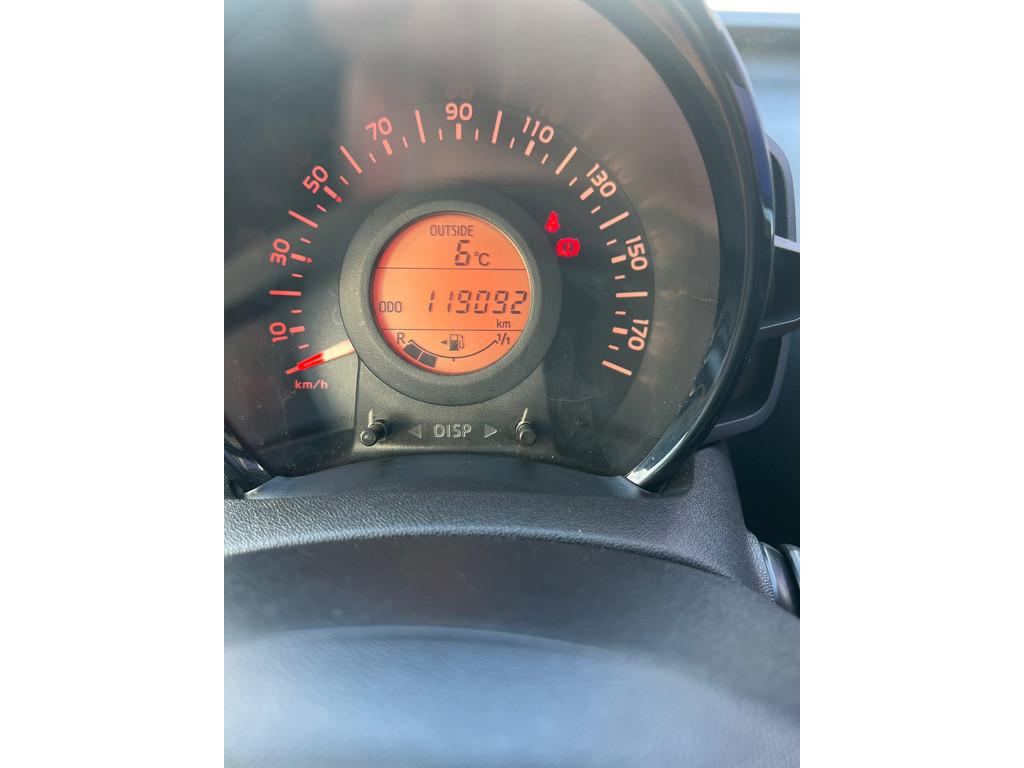 10
30
50
70
90
110
130
150
170
km/h
OUTSIDE
6°C
ODO 119092
km
R 1/1
◄ DISP ►